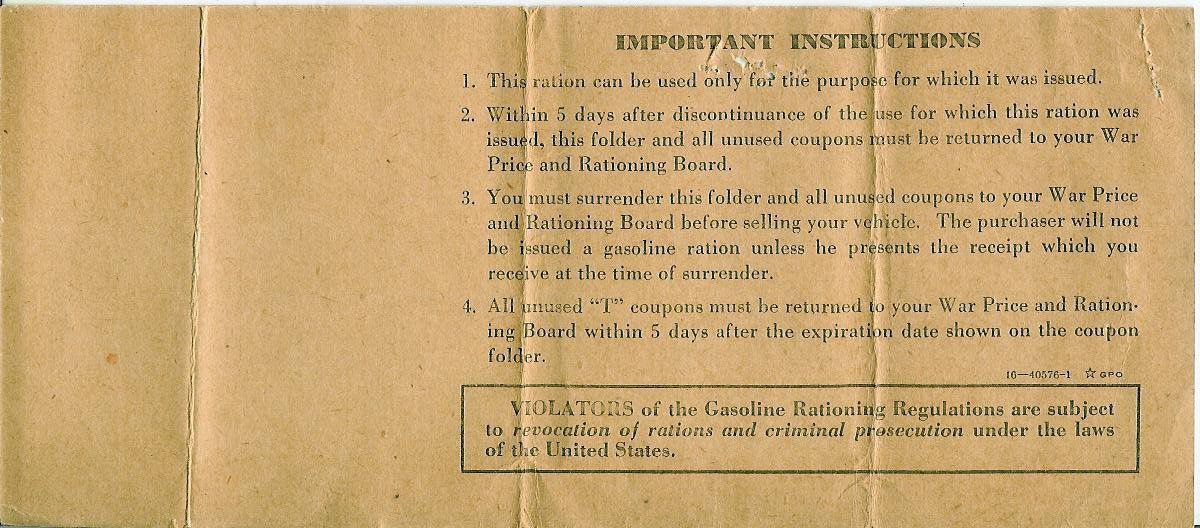 IMPORTANT INSTRUCTIONS
1. This ration can be used only for the purpose for which it was issued.
2. Within 5 days after discontinuance of the use for which this ration was
issued, this folder and all unused coupons must be returned to your War
Price and Rationing Board.
3. You must surrender this folder and all unused coupons to your War Price
and Rationing Board before selling your vehicle. The purchaser will not
be issued a gasoline ration unless he presents the receipt which you
receive at the time of surrender.
4. All unused “T” coupons must be returned to your War Price and Ration-
ing Board within 5 days after the expiration date shown on the coupon
folder.
16—40576-1 ☆ GPO
VIOLATORS of the Gasoline Rationing Regulations are subject
to revocation of rations and criminal prosecution under the laws
of the United States.